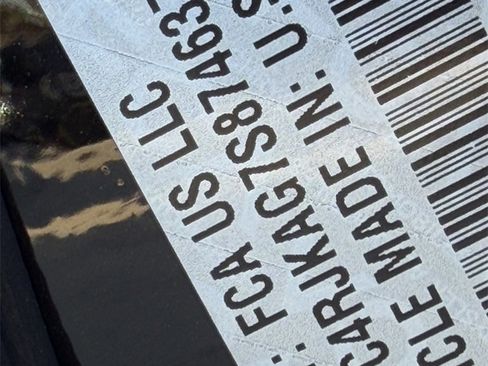 : FCA US LLC
C4RJKAG7S87463
CLE MADE IN: U.S